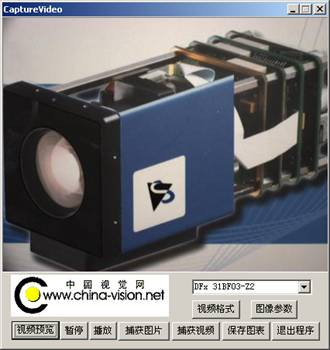 CaptureVideo
中国视觉网
www.china-vision.net
DFx 31BF03-Z2
视频格式 图像参数
视频预览 暂停 播放 捕获图片 捕获视频 保存图表 退出程序